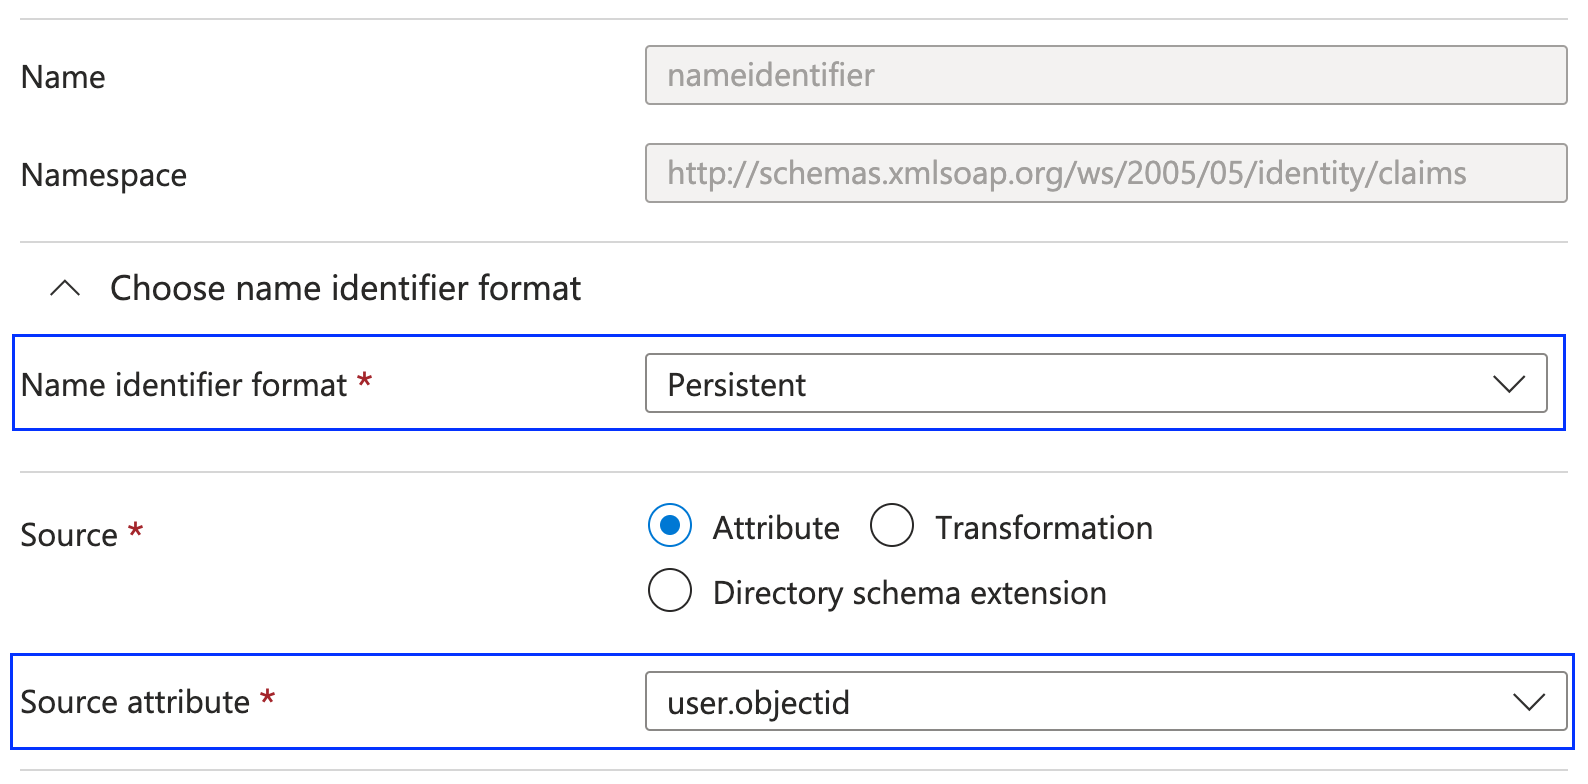 Name
nameidentifier
Namespace
http://schemas.xmlsoap.org/ws/2005/05/identity/claims
Choose name identifier format
Name identifier format *
Persistent
Source *
Attribute
Transformation
Directory schema extension
Source attribute *
user.objectid